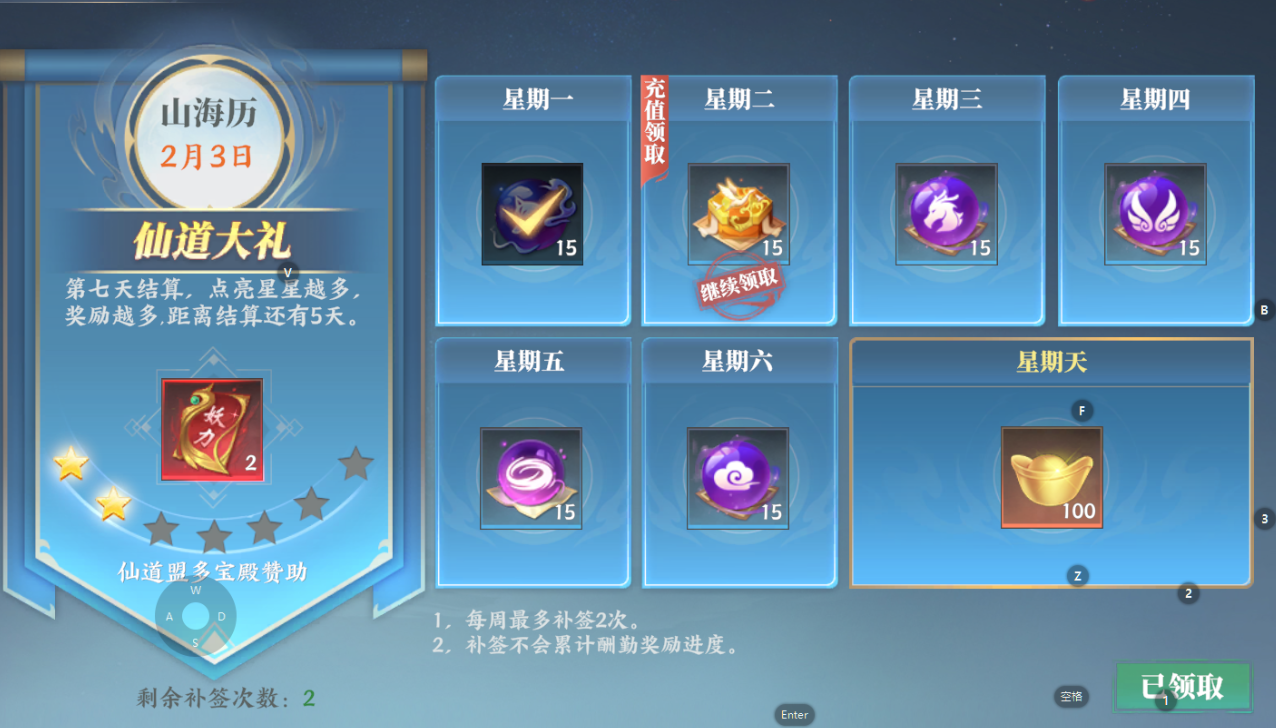 山海历
2月3日
仙道大礼
V
第七天结算，点亮星星越多，
奖励越多,距离结算还有5天。
妖力
2
仙道盟多宝殿赞助
W
A
D
S
剩余补签次数：2
星期一
15
充值领取
星期二
15
继续领取
星期三
15
星期四
15
B
星期五
15
星期六
15
星期天
F
100
3
Z
2
1，每周最多补签2次。
2，补签不会累计酬勤奖励进度。
空格
已领取
1
Enter